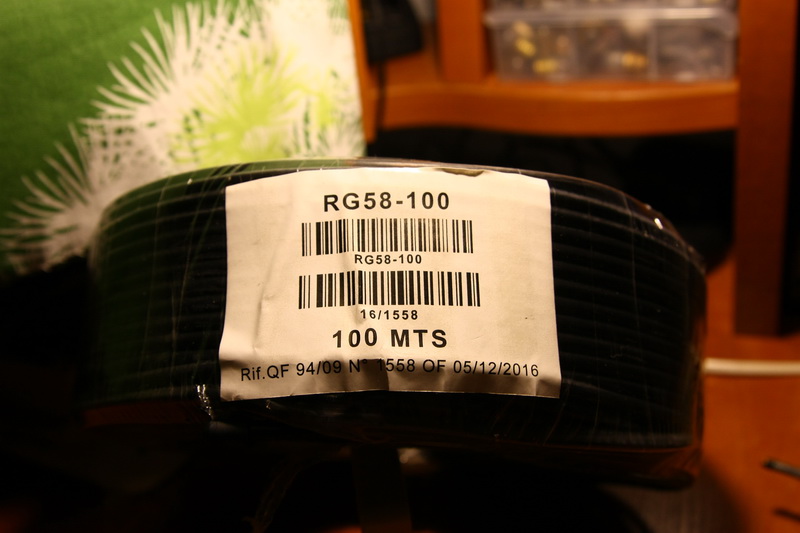 RG58-100
RG58-100
16/1558
100 MTS
Rif.QF 94/09 N° 1558 OF 05/12/2016